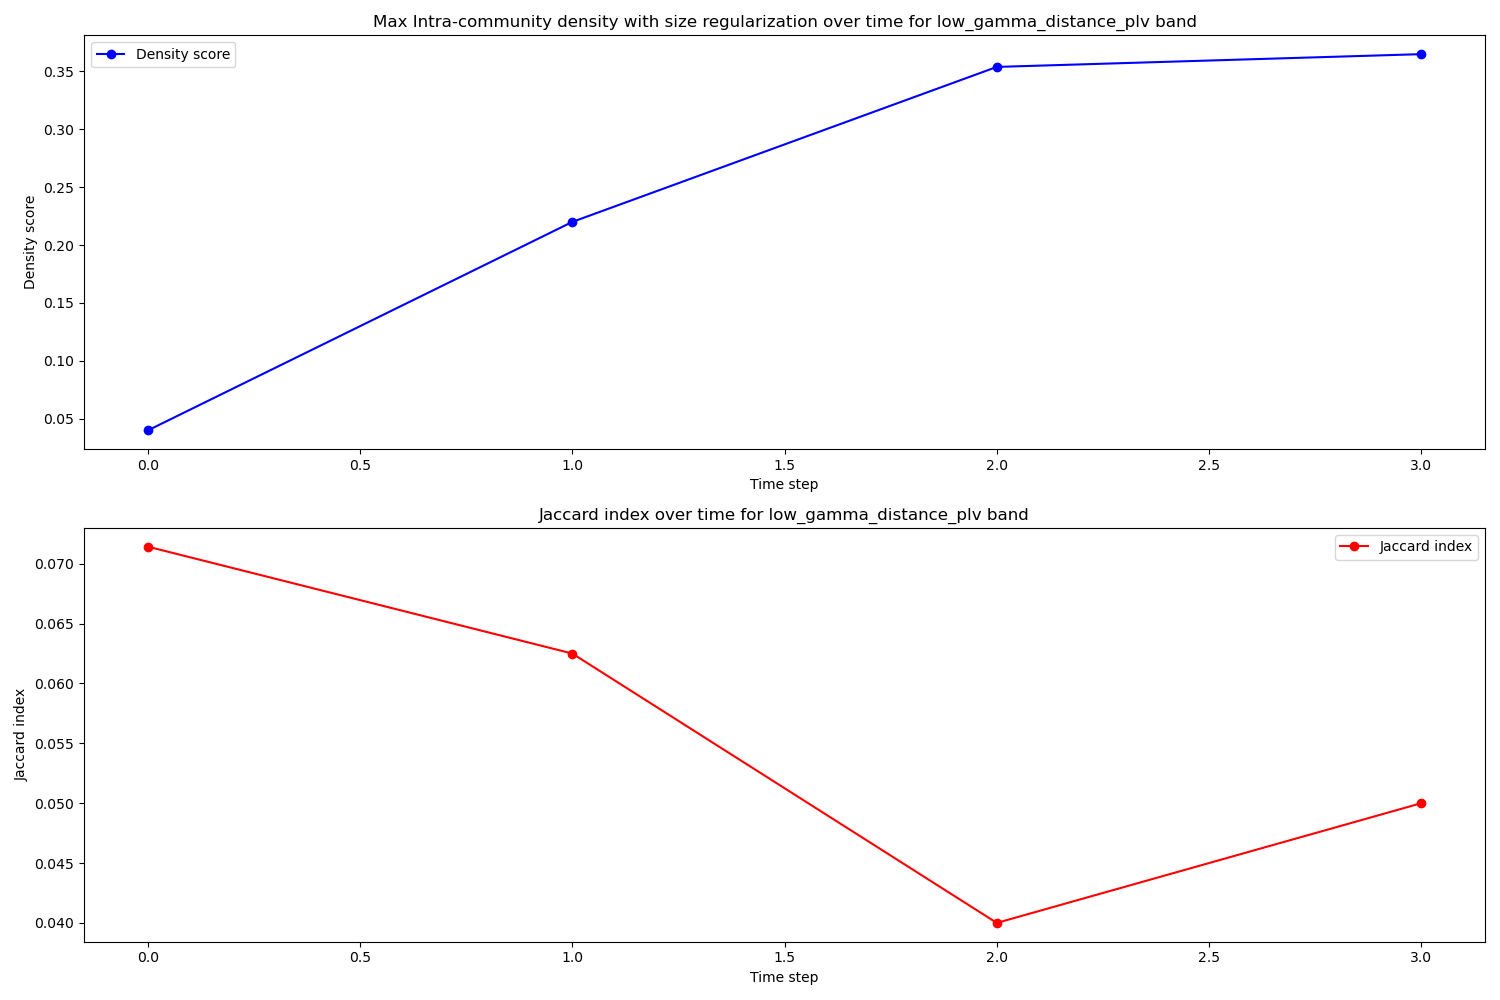 Max Intra-community density with size regularization over time for low_gamma_distance_plv band
Density score
0.35
0.30
0.25
0.20
0.15
0.10
0.05
Density score
0.0 0.5 1.0 1.5 2.0 2.5 3.0
Time step
Jaccard index over time for low_gamma_distance_plv band
Jaccard index
0.070
0.065
0.060
0.055
0.050
0.045
0.040
Jaccard index
0.0 0.5 1.0 1.5 2.0 2.5 3.0
Time step